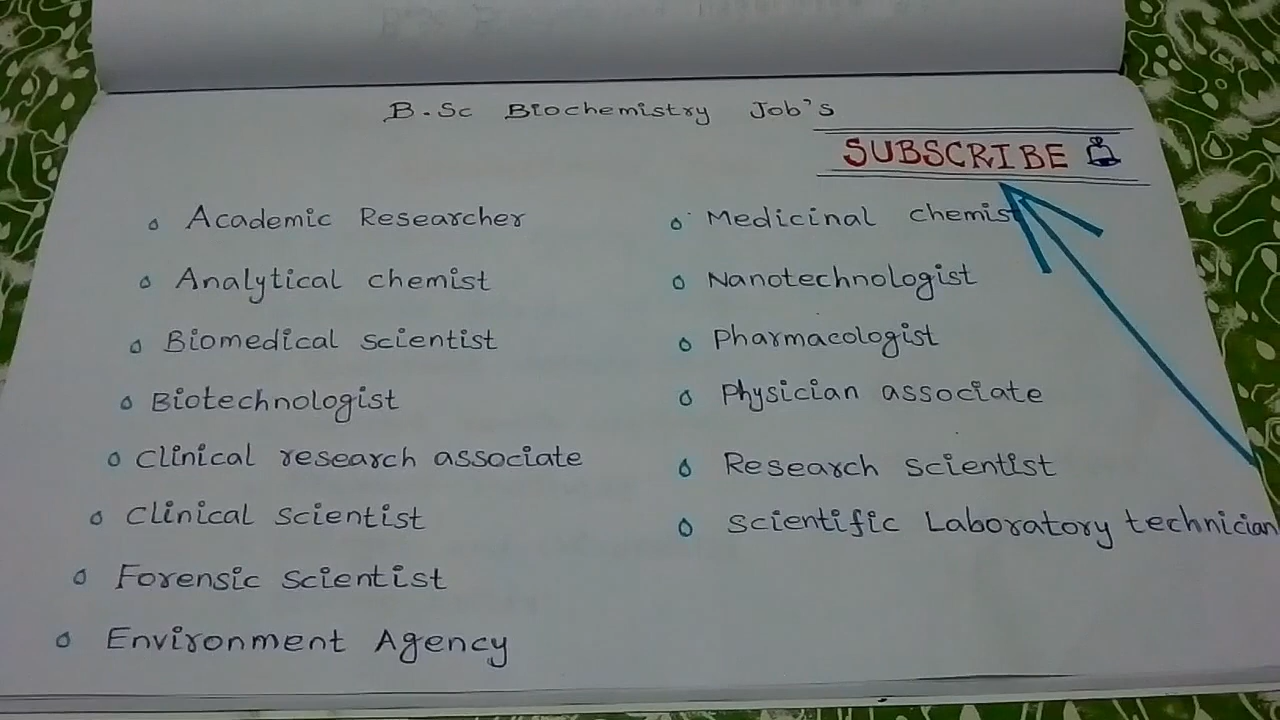 B.Sc Biochemistry Job's
SUBSCRIBE
Academic Researcher
Analytical chemist
Biomedical scientist
Biotechnologist
Clinical research associate
Clinical scientist
Forensic scientist
Environment Agency
Medicinal chemist
Nanotechnologist
Pharmacologist
Physician associate
Research scientist
Scientific Laboratory technician